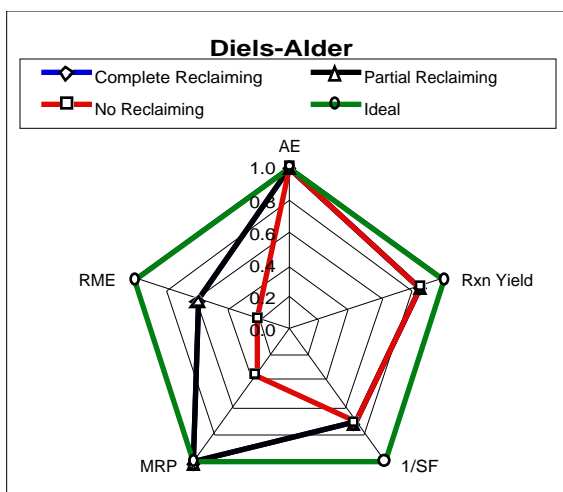 Diels-Alder
Complete Reclaiming
Partial Reclaiming
No Reclaiming
Ideal
AE
1.0
0.8
0.6
0.4
0.2
0.0
RME
Rxn Yield
MRP
1/SF